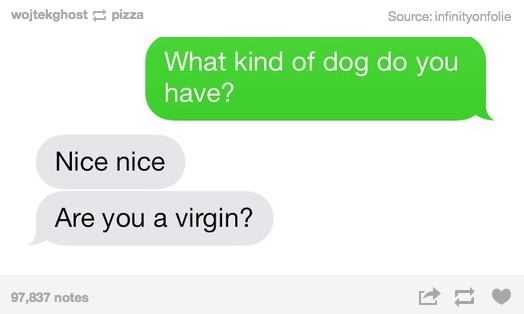 wojtekghost pizza
Source: infinityonfolie
What kind of dog do you
have?
Nice nice
Are you a virgin?
97,837 notes